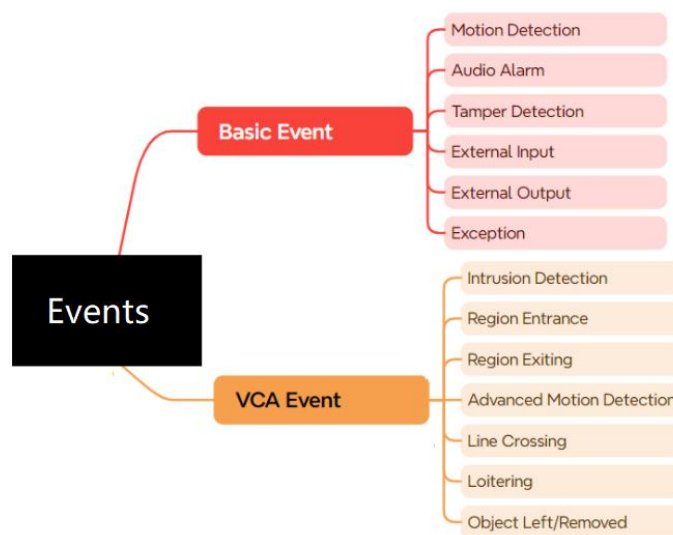 Events
Basic Event
Motion Detection
Audio Alarm
Tamper Detection
External Input
External Output
Exception
VCA Event
Intrusion Detection
Region Entrance
Region Exiting
Advanced Motion Detection
Line Crossing
Loitering
Object Left/Removed